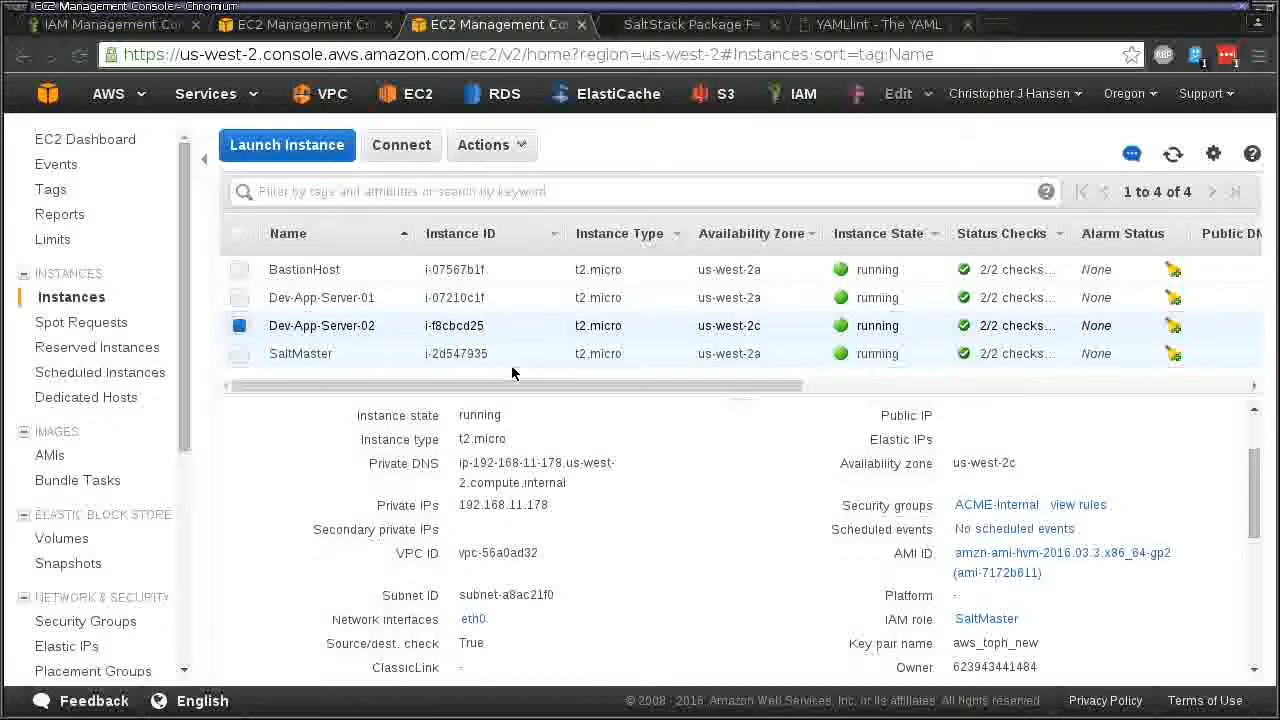 EC2 Management Console - Chromium
IAM Management Co
EC2 Management Co
EC2 Management Co
SaltStack Package
YAMLlint - The YAML
https://us-west-2.console.aws.amazon.com/ec2/v2/home?region=us-west-2#Instances:sort=tag:Name
AWS Services VPC EC2 RDS ElastiCache S3 IAM Edit Christopher J Hansen Oregon Support
Launch Instance Connect Actions
Filter by tags and attributes or search by keyword
1 to 4 of 4
Name Instance ID Instance Type Availability Zone Instance State Status Checks Alarm Status Public DN
BastionHost i-07567b1f t2.micro us-west-2a running 2/2 checks... None
Dev-App-Server-01 i-07210c1f t2.micro us-west-2a running 2/2 checks... None
Dev-App-Server-02 i-f8cbcd25 t2.micro us-west-2c running 2/2 checks... None
SaltMaster i-2d547935 t2.micro us-west-2a running 2/2 checks... None
EC2 Dashboard
Events
Tags
Reports
Limits
INSTANCES
Instances
Spot Requests
Reserved Instances
Scheduled Instances
Dedicated Hosts
IMAGES
AMIs
Bundle Tasks
ELASTIC BLOCK STORE
Volumes
Snapshots
NETWORK & SECURITY
Security Groups
Elastic IPs
Placement Groups
Instance state running
Instance type t2.micro
Private DNS ip-192-168-11-178.us-west-
2.compute.internal
Private IPs 192.168.11.178
Secondary private IPs
VPC ID vpc-56a0ad32
Subnet ID subnet-a8ac21f0
Network interfaces eth0
Source/dest. check True
ClassicLink -
Public IP
Elastic IPs
Availability zone us-west-2c
Security groups ACME-Internal view rules
Scheduled events No scheduled events
AMI ID amzn-ami-hvm-2016.03.3.x86_64-gp2
(ami-7172b611)
Platform -
IAM role SaltMaster
Key pair name aws_toph_new
Owner 623943441484
Feedback English
© 2008 - 2016, Amazon Web Services, Inc. or its affiliates. All rights reserved.
Privacy Policy Terms of Use